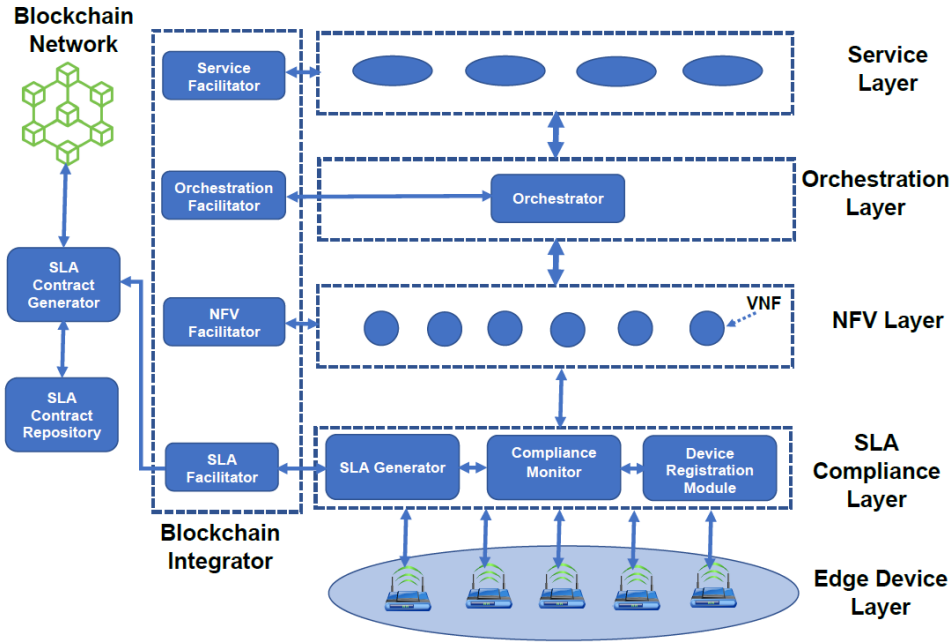 Blockchain
Network
Service
Facilitator
Service
Layer
Orchestration
Facilitator
Orchestrator
Orchestration
Layer
SLA
Contract
Generator
NFV
Facilitator
VNF
NFV Layer
SLA
Contract
Repository
SLA
Facilitator
SLA Generator
Compliance
Monitor
Device
Registration
Module
SLA
Compliance
Layer
Blockchain
Integrator
Edge Device
Layer